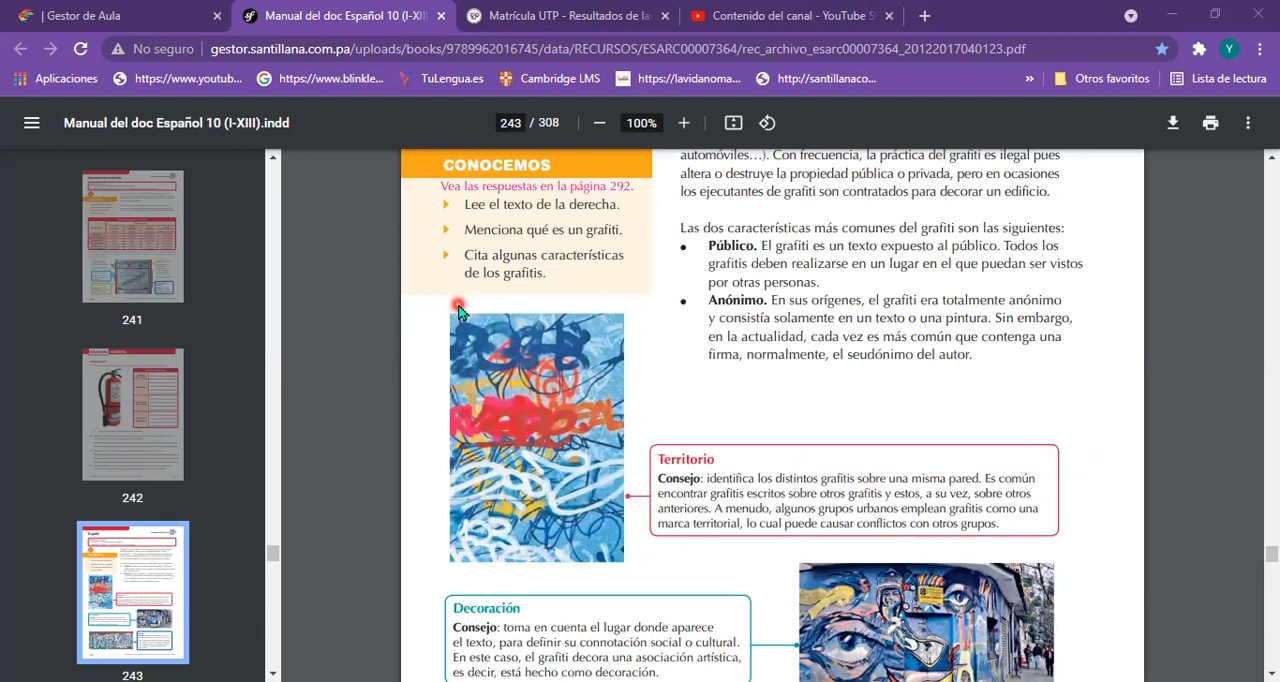 Gestor de Aula
Manual del doc Español 10 (I-XIII
Matrícula UTP - Resultados de la
Contenido del canal - YouTube S
No seguro
gestor.santillana.com.pa/uploads/books/9789962016745/data/RECURSOS/ESARC00007364/rec_archivo_esarc00007364_20122017040123.pdf
Y
Aplicaciones
https://www.youtub...
https://www.blinkle...
TuLengua.es
Cambridge LMS
https://lavidanoma...
http://santillanaco...
»
Otros favoritos
Lista de lectura
Manual del doc Español 10 (I-XIII).indd
243 / 308
100%
241
242
243
CONOCEMOS
Vea las respuestas en la página 292.
Lee el texto de la derecha.
Menciona qué es un grafiti.
Cita algunas características
de los grafitis.
automóviles…). Con frecuencia, la práctica del grafiti es ilegal pues
altera o destruye la propiedad pública o privada, pero en ocasiones
los ejecutantes de grafiti son contratados para decorar un edificio.
Las dos características más comunes del grafiti son las siguientes:
• Público. El grafiti es un texto expuesto al público. Todos los
grafitis deben realizarse en un lugar en el que puedan ser vistos
por otras personas.
• Anónimo. En sus orígenes, el grafiti era totalmente anónimo
y consistía solamente en un texto o una pintura. Sin embargo,
en la actualidad, cada vez es más común que contenga una
firma, normalmente, el seudónimo del autor.
Territorio
Consejo: identifica los distintos grafitis sobre una misma pared. Es común
encontrar grafitis escritos sobre otros grafitis y estos, a su vez, sobre otros
anteriores. A menudo, algunos grupos urbanos emplean grafitis como una
marca territorial, lo cual puede causar conflictos con otros grupos.
Decoración
Consejo: toma en cuenta el lugar donde aparece
el texto, para definir su connotación social o cultural.
En este caso, el grafiti decora una asociación artística,
es decir, está hecho como decoración.